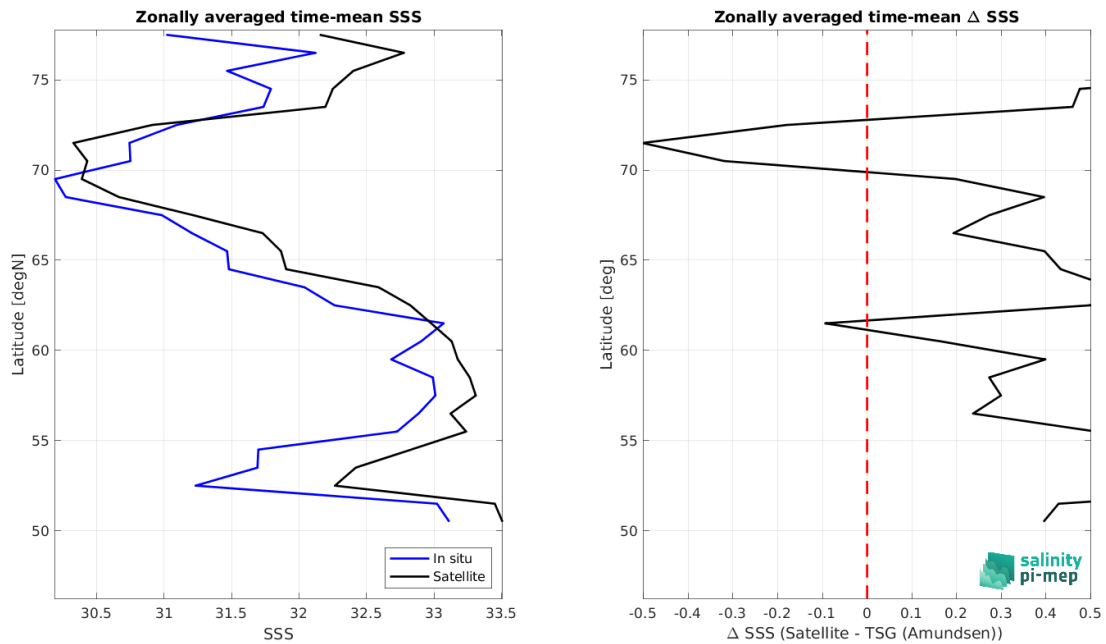 Zonally averaged time-mean SSS
Latitude [degN]
75
70
65
60
55
50
30.5 31 31.5 32 32.5 33 33.5
SSS
In situ
Satellite
Zonally averaged time-mean Δ SSS
Latitude [deg]
75
70
65
60
55
50
-0.5 -0.4 -0.3 -0.2 -0.1 0 0.1 0.2 0.3 0.4 0.5
Δ SSS (Satellite - TSG (Amundsen))
salinity
pi-mep